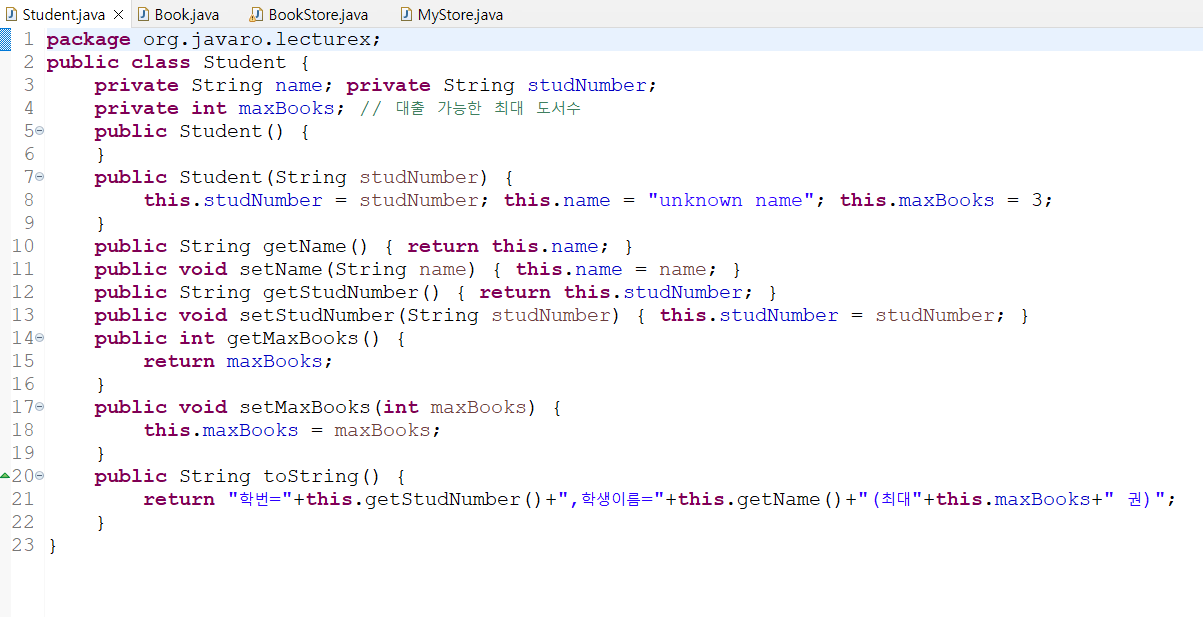 Student.java Book.java BookStore.java MyStore.java
1 package org.javaro.lecturex;
2 public class Student {
3     private String name; private String studNumber;
4     private int maxBooks; // 대출 가능한 최대 도서수
5     public Student() {
6     }
7     public Student(String studNumber) {
8         this.studNumber = studNumber; this.name = "unknown name"; this.maxBooks = 3;
9     }
10     public String getName() { return this.name; }
11     public void setName(String name) { this.name = name; }
12     public String getStudNumber() { return this.studNumber; }
13     public void setStudNumber(String studNumber) { this.studNumber = studNumber; }
14     public int getMaxBooks() {
15         return maxBooks;
16     }
17     public void setMaxBooks(int maxBooks) {
18         this.maxBooks = maxBooks;
19     }
20     public String toString() {
21         return "학번="+this.getStudNumber()+",학생이름="+this.getName()+"(최대"+this.maxBooks+" 권)";
22     }
23 }